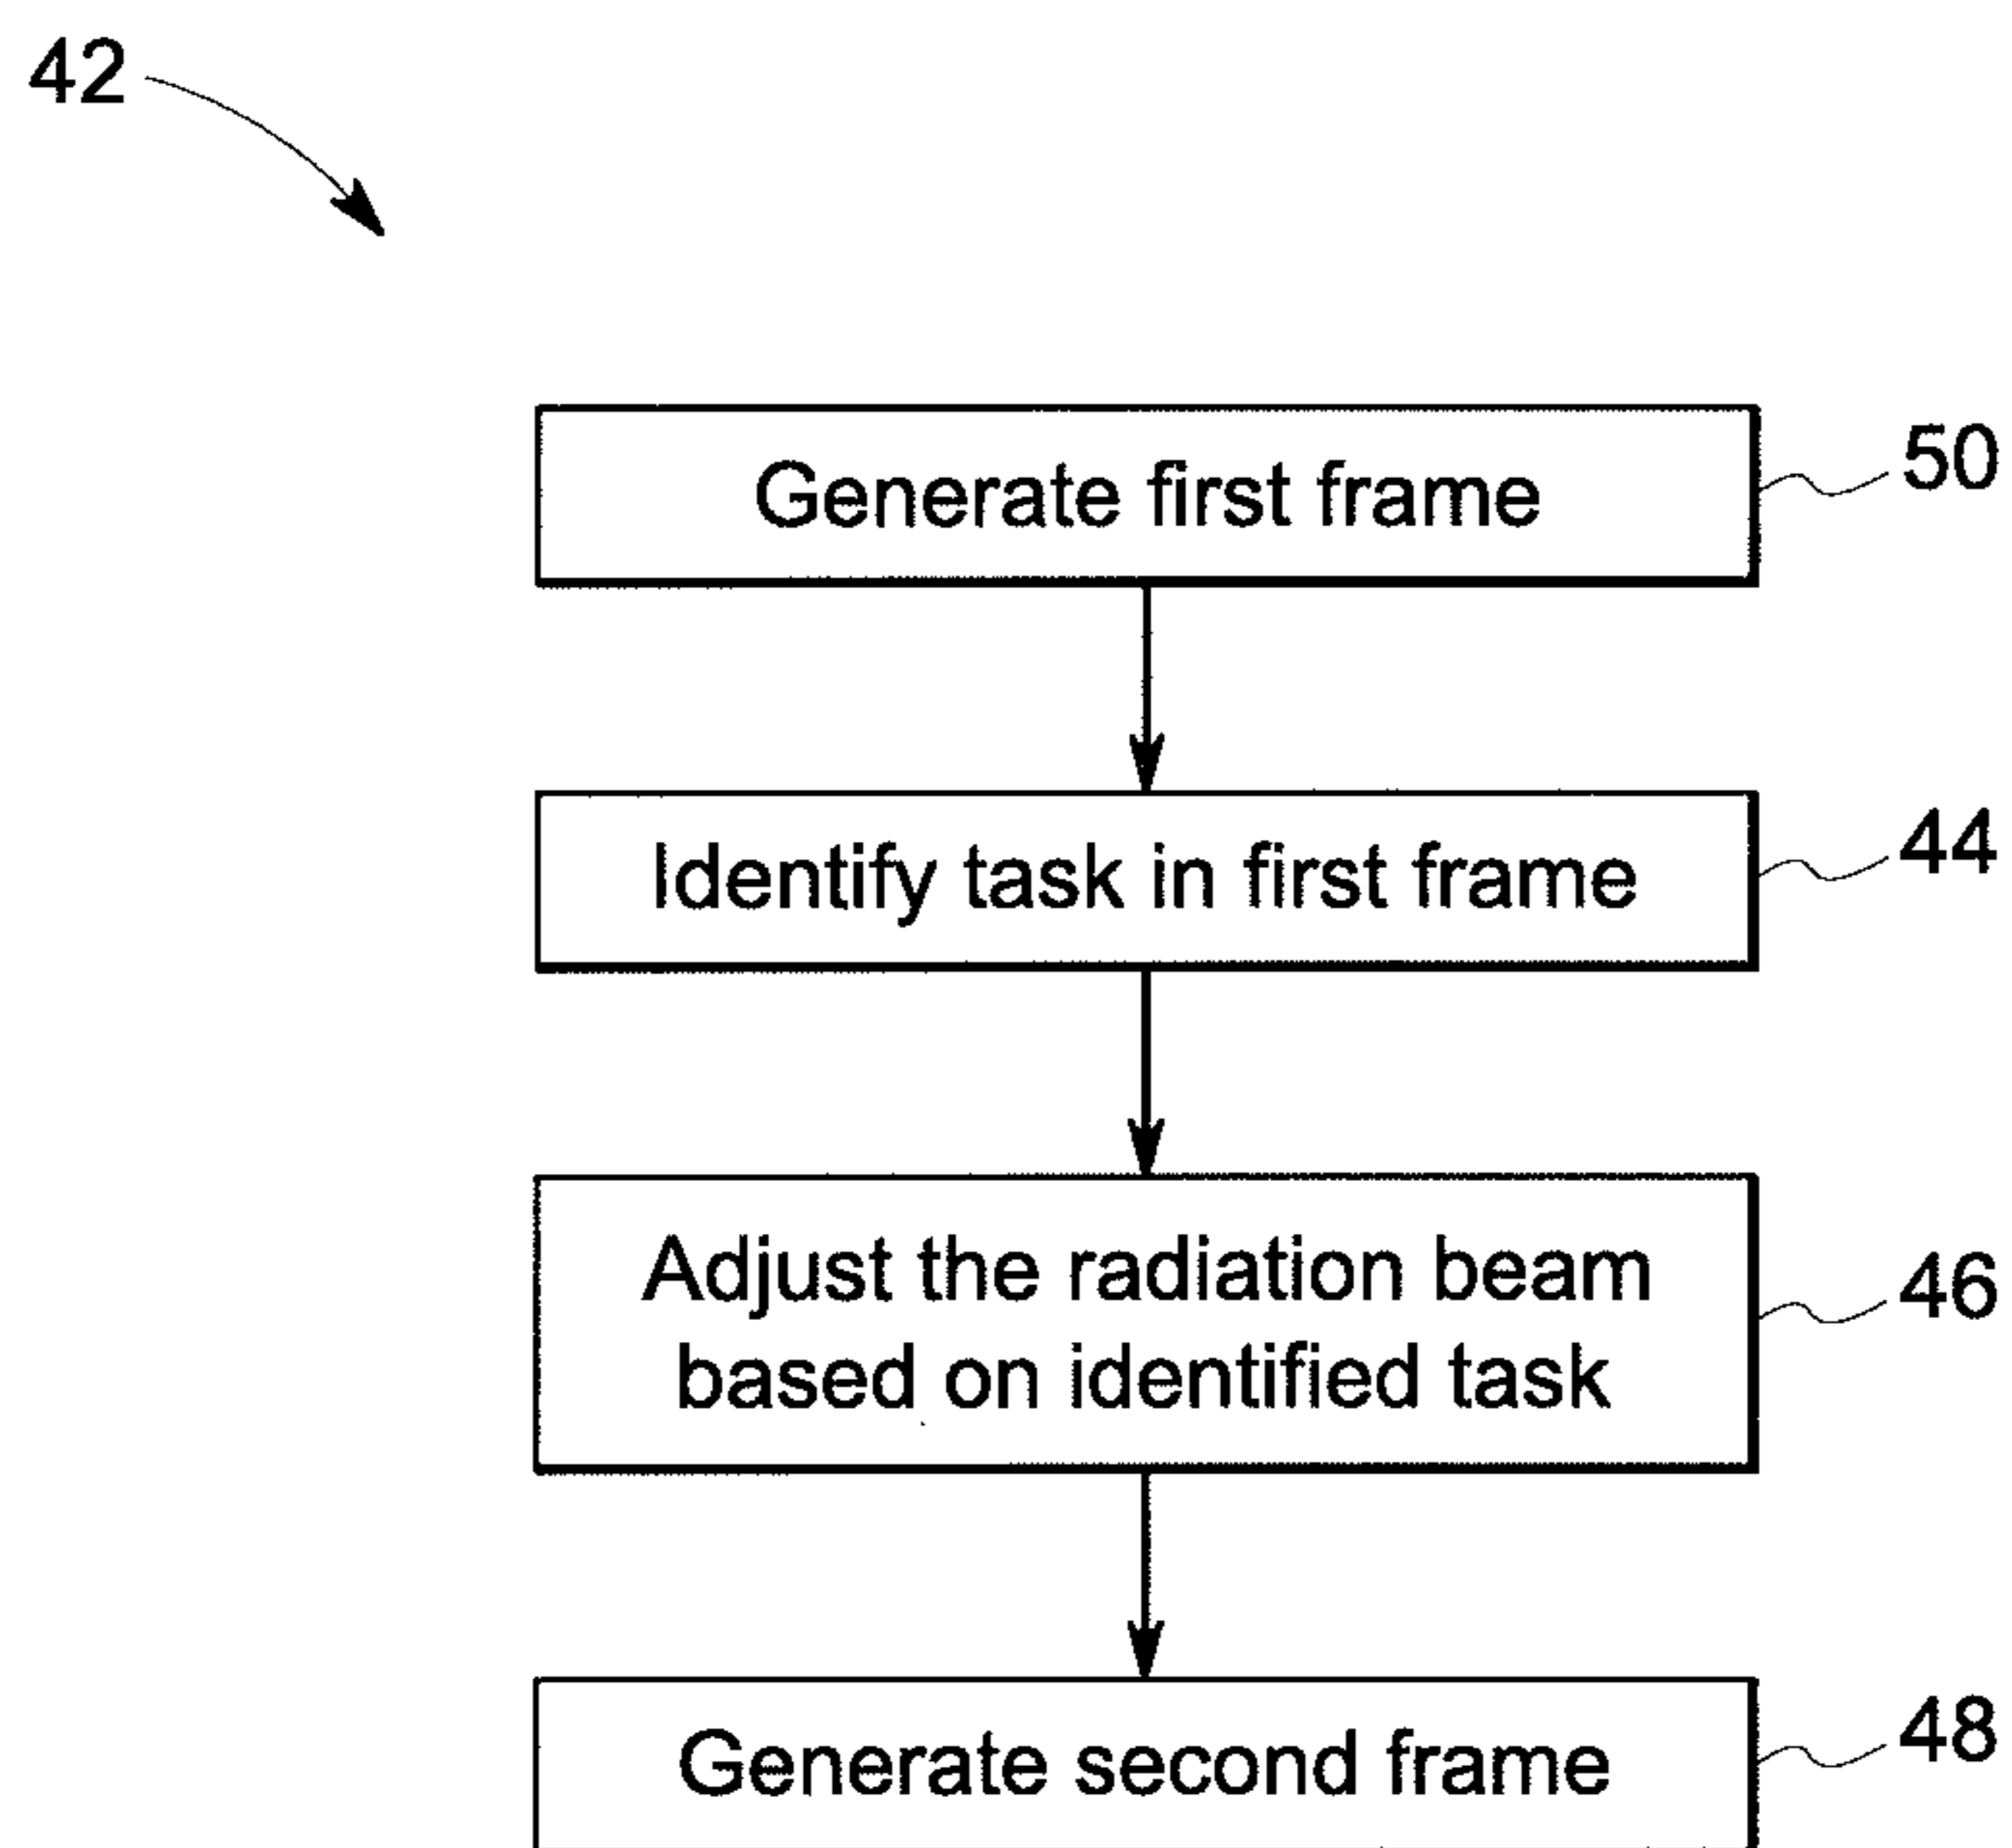 42
Generate first frame
50
Identify task in first frame
44
Adjust the radiation beam
based on identified task
46
Generate second frame
48